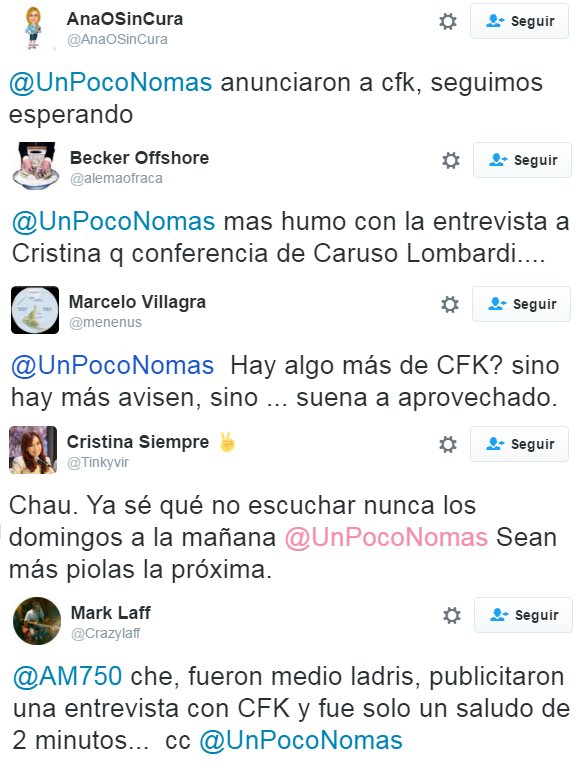 AnaOSinCura
@AnaOSinCura
Seguir
@UnPocoNomas anunciaron a cfk, seguimos
esperando
Becker Offshore
@alemaofraca
Seguir
@UnPocoNomas mas humo con la entrevista a
Cristina q conferencia de Caruso Lombardi....
Marcelo Villagra
@menenus
Seguir
@UnPocoNomas Hay algo más de CFK? sino
hay más avisen, sino ... suena a aprovechado.
Cristina Siempre ✌
@Tinkyvir
Seguir
Chau. Ya sé qué no escuchar nunca los
domingos a la mañana @UnPocoNomas Sean
más piolas la próxima.
Mark Laff
@Crazylaff
Seguir
@AM750 che, fueron medio ladris, publicitaron
una entrevista con CFK y fue solo un saludo de
2 minutos... cc @UnPocoNomas